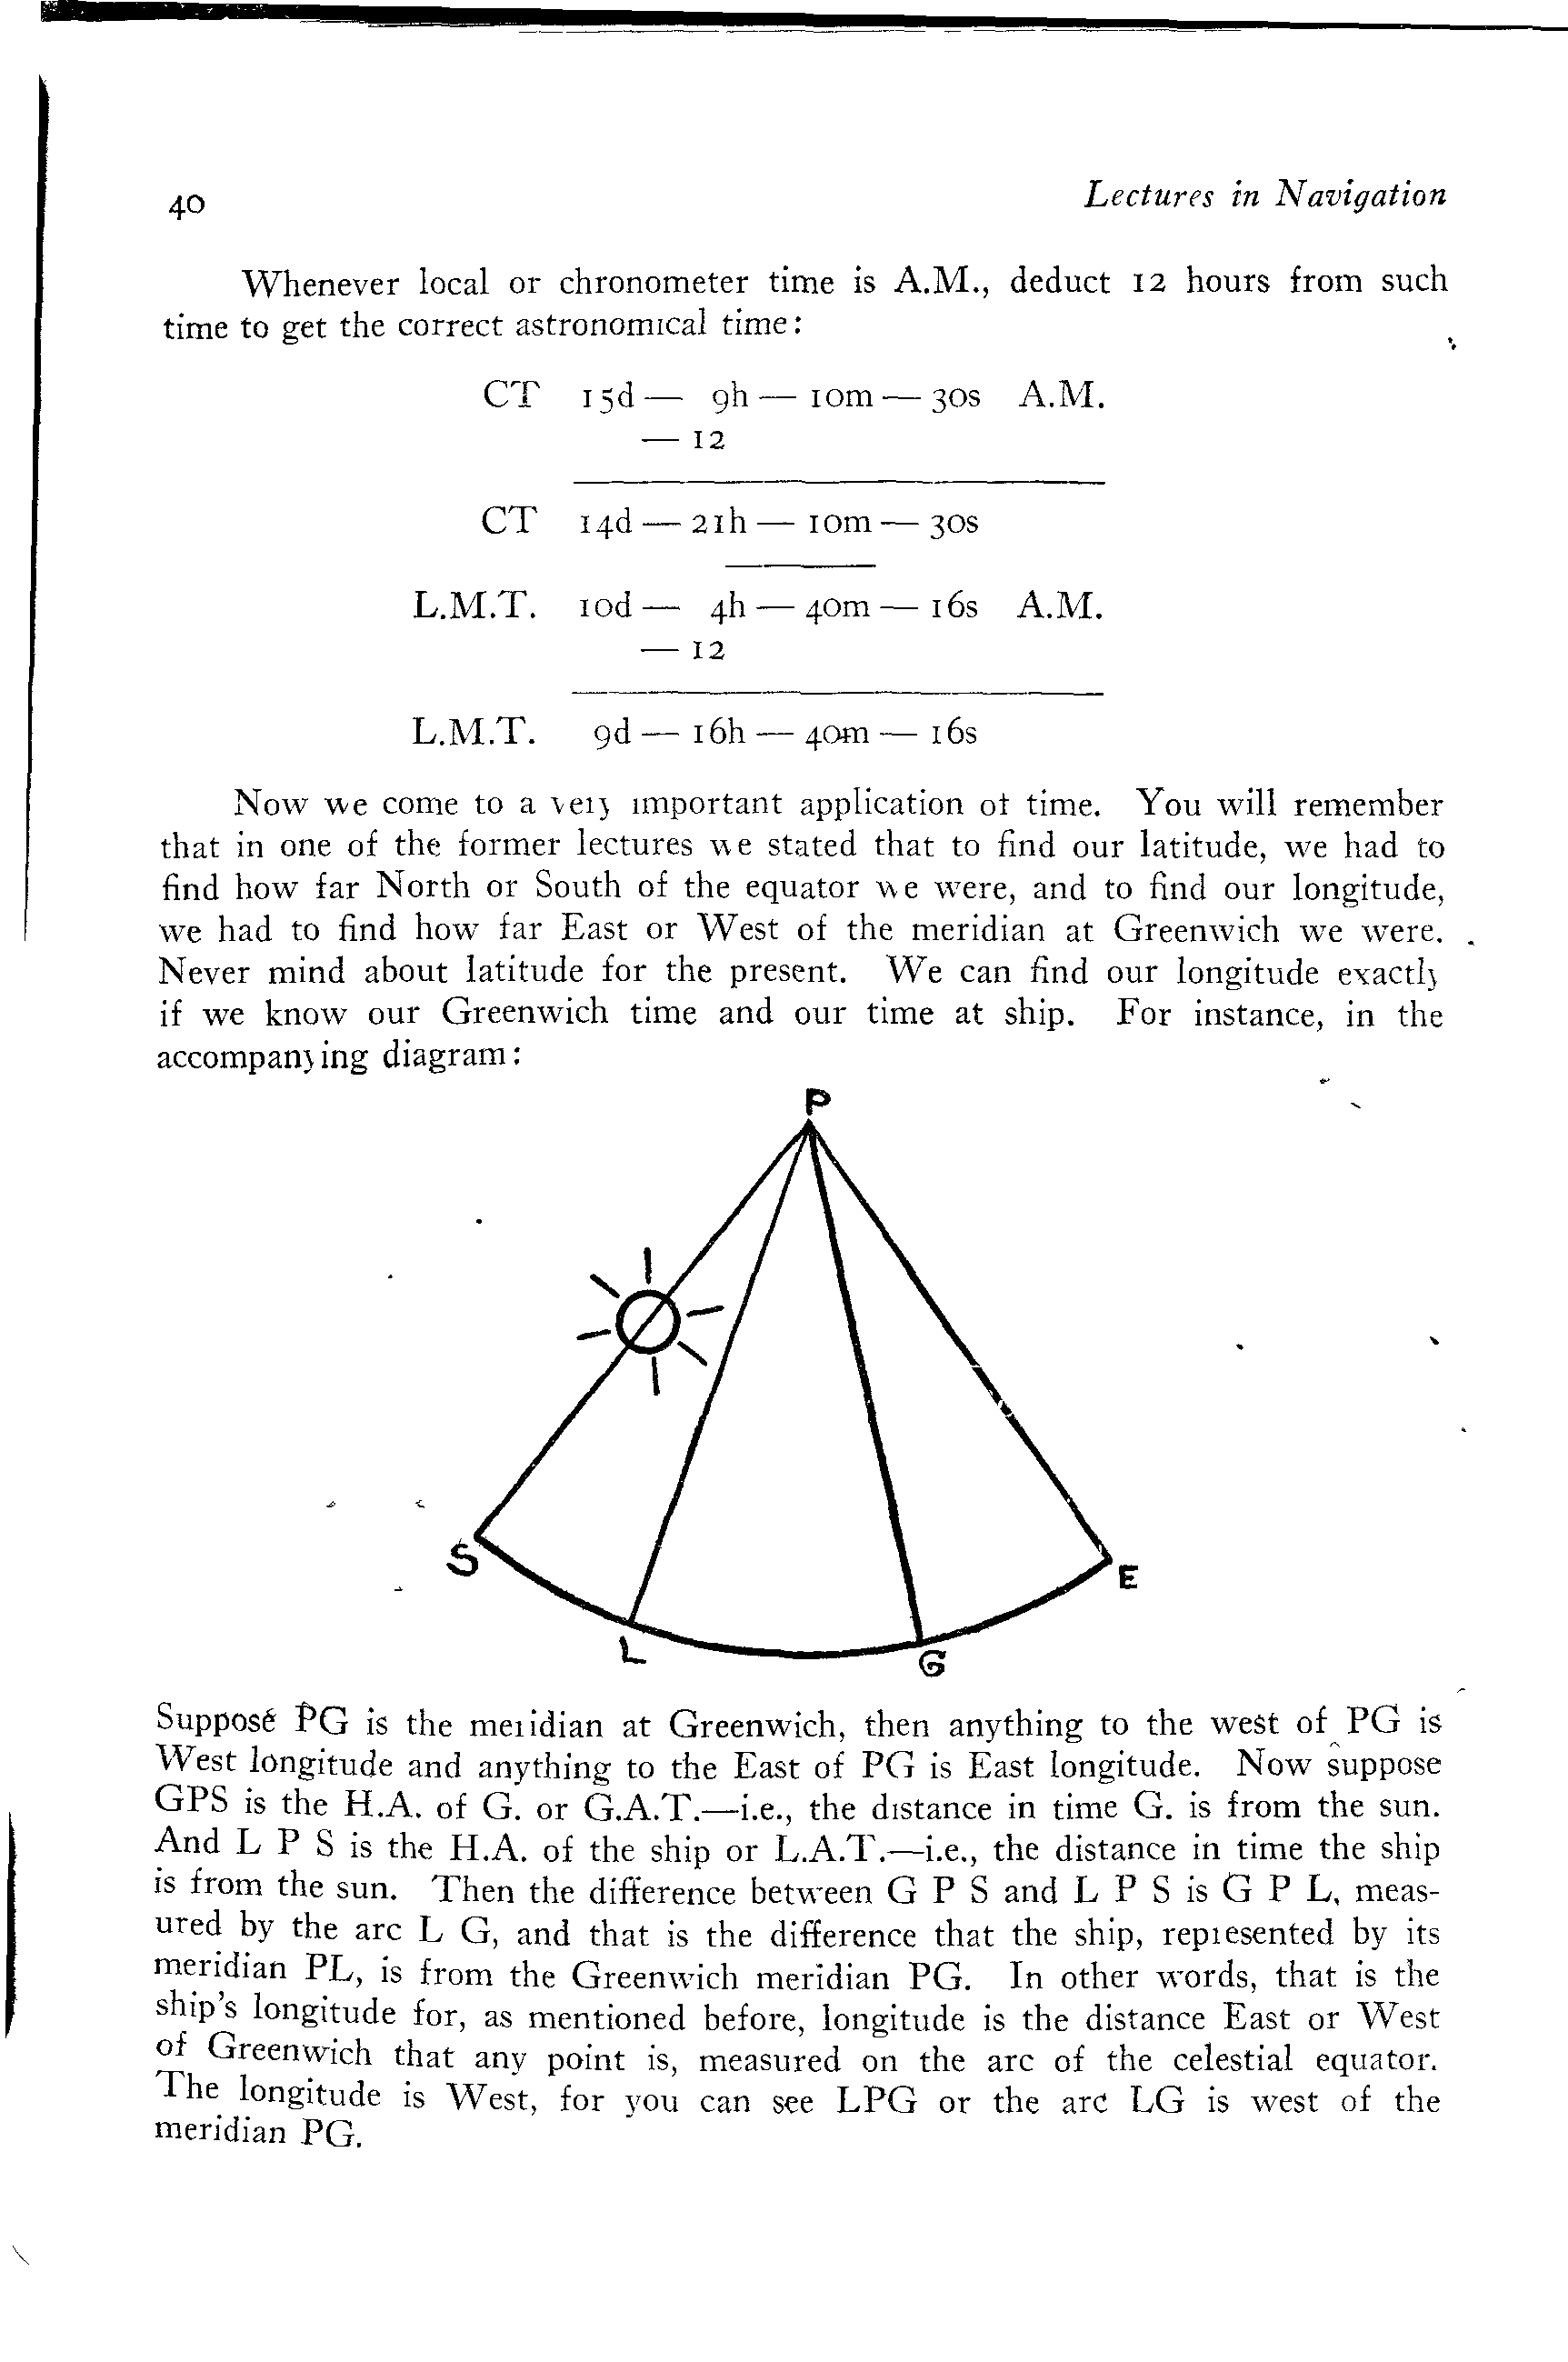 40
Lectures in Navigation
Whenever local or chronometer time is A.M., deduct 12 hours from such
time to get the correct astronomical time:
CT 15d — 9h — 10m — 30s A.M.
— 12
CT 14d — 21h — 10m — 30s
L.M.T. 10d — 4h — 40m — 16s A.M.
— 12
L.M.T. 9d — 16h — 40m — 16s
Now we come to a very important application of time. You will remember
that in one of the former lectures we stated that to find our latitude, we had to
find how far North or South of the equator we were, and to find our longitude,
we had to find how far East or West of the meridian at Greenwich we were.
Never mind about latitude for the present. We can find our longitude exactly
if we know our Greenwich time and our time at ship. For instance, in the
accompanying diagram:
P
S
E
L
G
Suppose PG is the meridian at Greenwich, then anything to the west of PG is
West longitude and anything to the East of PG is East longitude. Now suppose
GPS is the H.A. of G. or G.A.T.—i.e., the distance in time G. is from the sun.
And L P S is the H.A. of the ship or L.A.T.—i.e., the distance in time the ship
is from the sun. Then the difference between G P S and L P S is G P L, meas-
ured by the arc L G, and that is the difference that the ship, represented by its
meridian PL, is from the Greenwich meridian PG. In other words, that is the
ship's longitude for, as mentioned before, longitude is the distance East or West
of Greenwich that any point is, measured on the arc of the celestial equator.
The longitude is West, for you can see LPG or the arc LG is west of the
meridian PG.